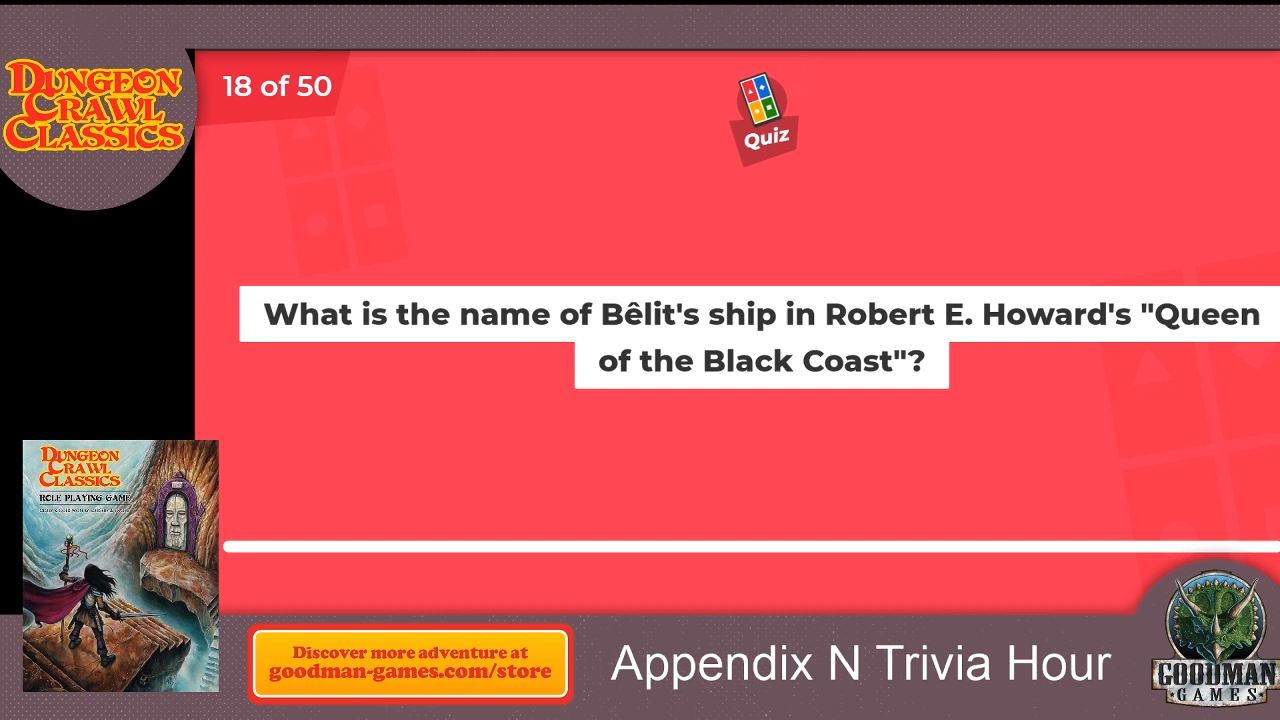 DUNGEON
CRAWL
CLASSICS
18 of 50
Quiz
What is the name of Bêlit's ship in Robert E. Howard's "Queen
of the Black Coast"?
DUNGEON
CRAWL
CLASSICS
ROLE PLAYING GAME
Discover more adventure at
goodman-games.com/store
Appendix N Trivia Hour
GOODMAN
GAMES